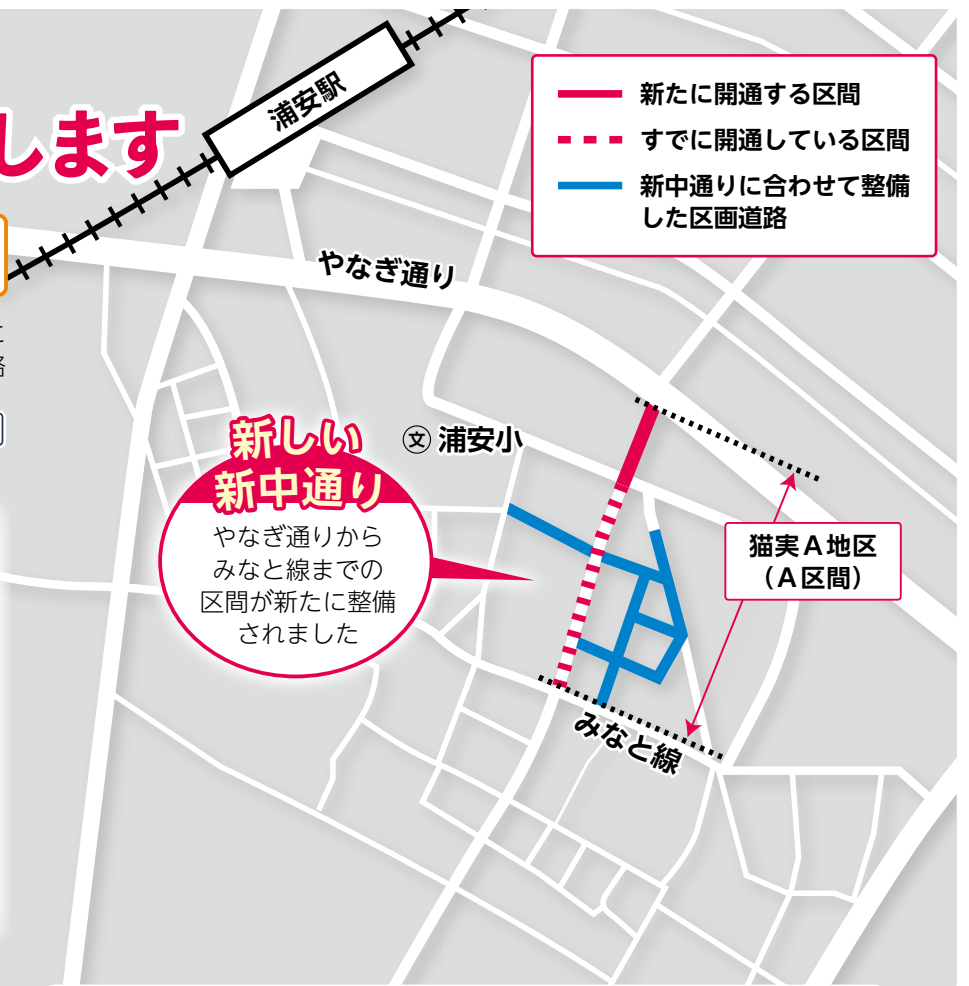 浦安駅
します
新たに開通する区間
すでに開通している区間
新中通りに合わせて整備
した区画道路
やなぎ通り
に
新しい
新中通り
文 浦安小
やなぎ通りから
みなと線までの
区間が新たに整備
されました
猫実A地区
（A区間）
みなと線